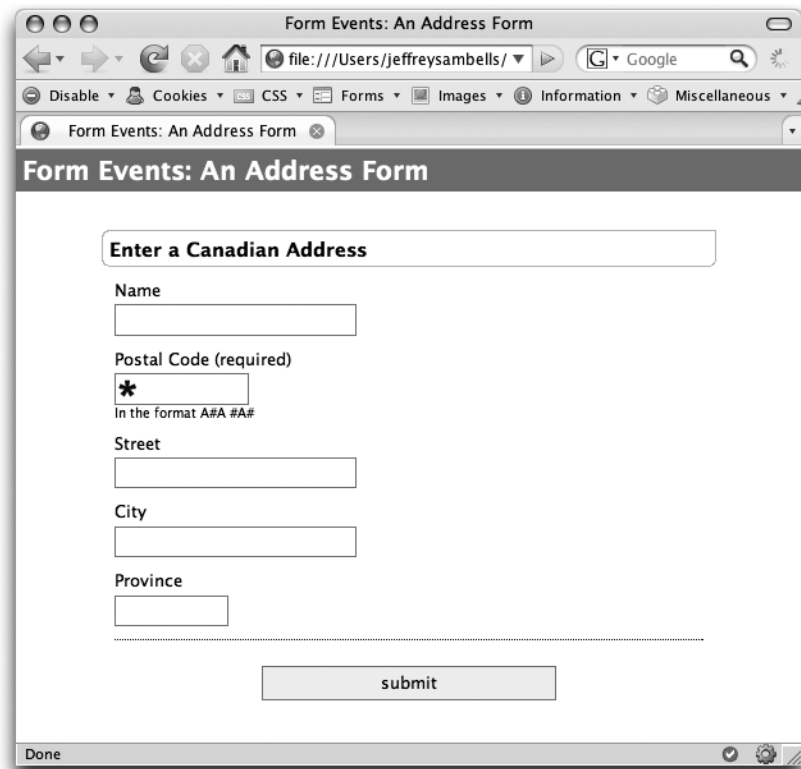 Form Events: An Address Form
file:///Users/jeffreysambells/ G Google
Disable Cookies CSS Forms Images Information Miscellaneous
Form Events: An Address Form
Form Events: An Address Form
Enter a Canadian Address
Name
Postal Code (required)
*
In the format A#A #A#
Street
City
Province
submit
Done